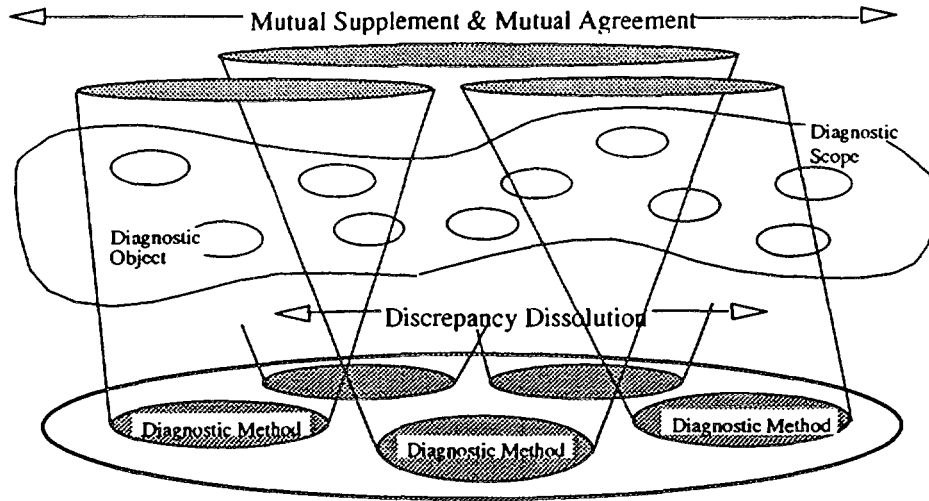 Mutual Supplement & Mutual Agreement
Diagnostic
Scope
Diagnostic
Object
Discrepancy Dissolution
Diagnostic Method
Diagnostic Method
Diagnostic Method